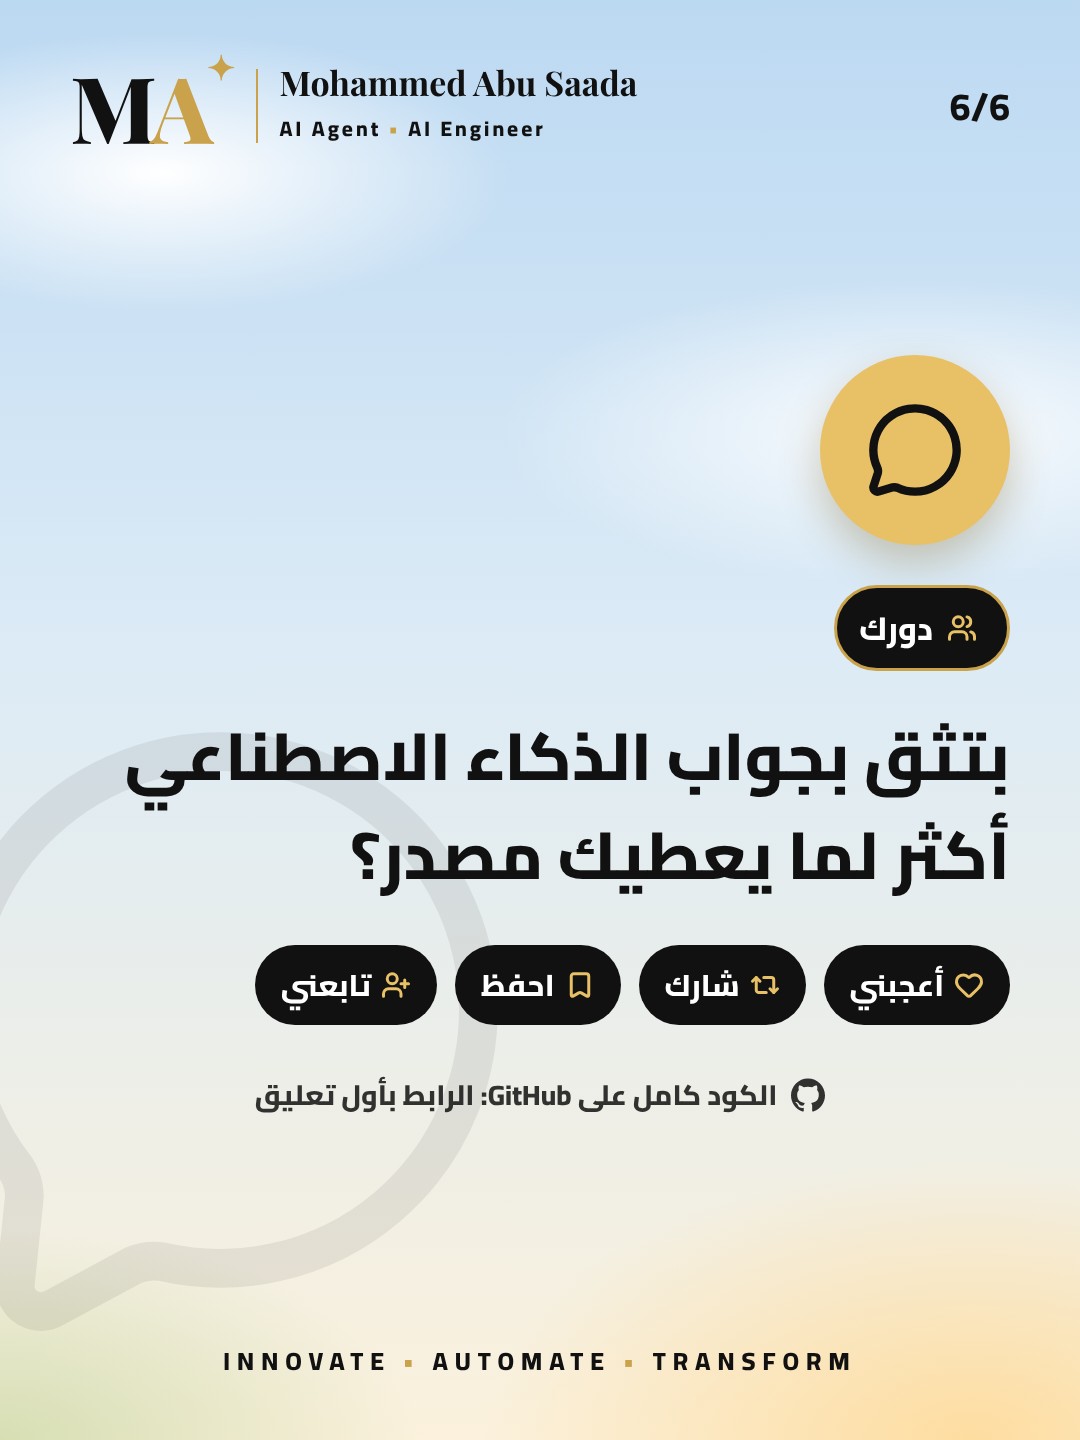 MA
Mohammed Abu Saada
AI Agent ▪ AI Engineer
6/6
دورك
بتثق بجواب الذكاء الاصطناعي
أكثر لما يعطيك مصدر؟
أعجبني
شارك
احفظ
تابعني
الكود كامل على GitHub: الرابط بأول تعليق
INNOVATE ▪ AUTOMATE ▪ TRANSFORM